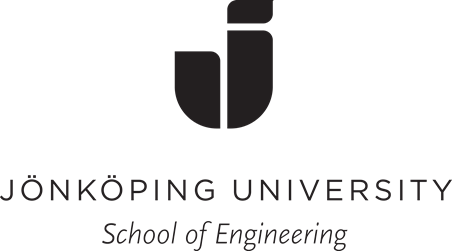 JÖNKÖPING UNIVERSITY
School of Engineering